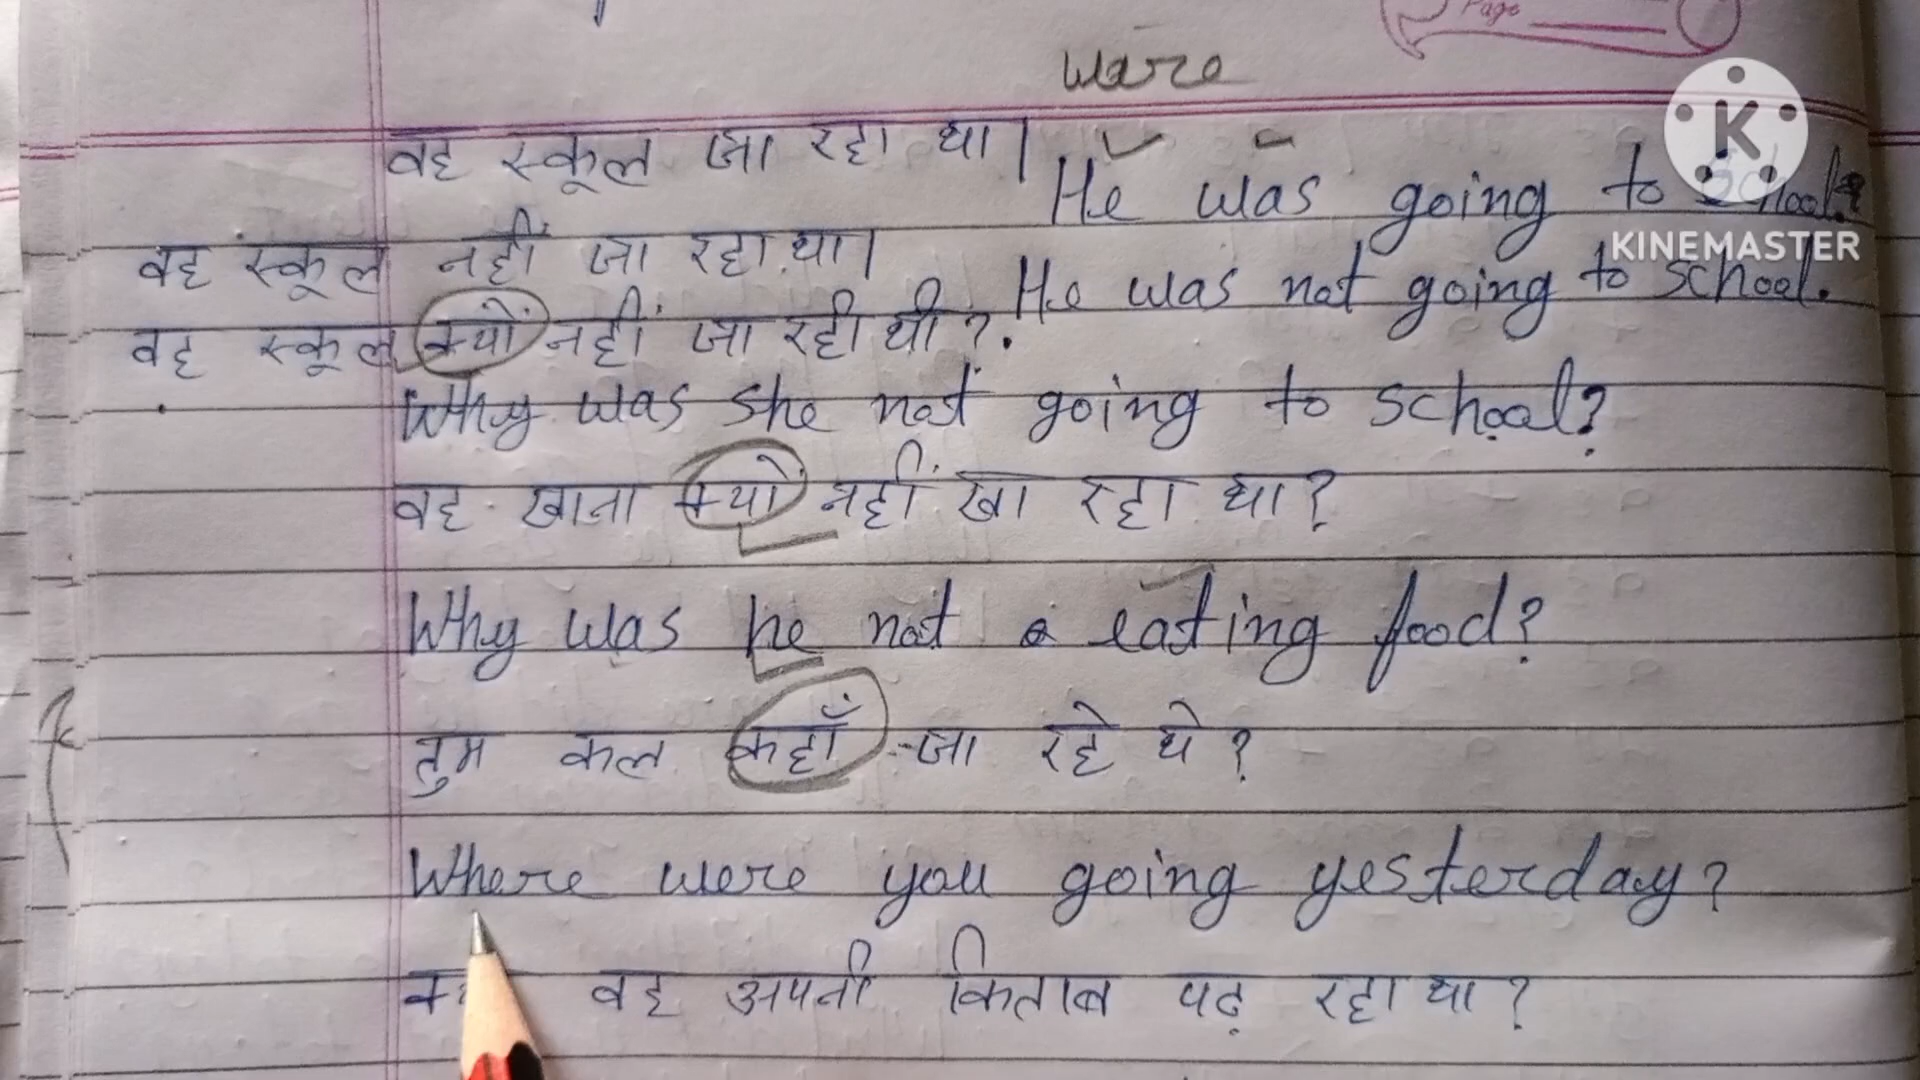 Page
were
वह स्कूल जा रहा था। He was going to school.
वह स्कूल नहीं जा रहा था। He was not going to school.
वह स्कूल क्यों नहीं जा रही थी?
Why was she not going to school?
वह खाना क्यों नहीं खा रहा था?
Why was he not eating food?
तुम कल कहाँ जा रहे थे?
Where were you going yesterday?
वह अपनी किताब पढ़ रहा था?
K
KINEMASTER